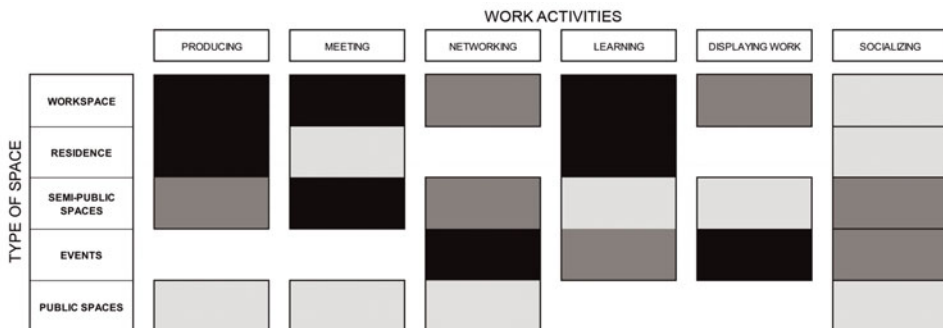 WORK ACTIVITIES
PRODUCING
MEETING
NETWORKING
LEARNING
DISPLAYING WORK
SOCIALIZING
TYPE OF SPACE
WORKSPACE
RESIDENCE
SEMI-PUBLIC
SPACES
EVENTS
PUBLIC SPACES